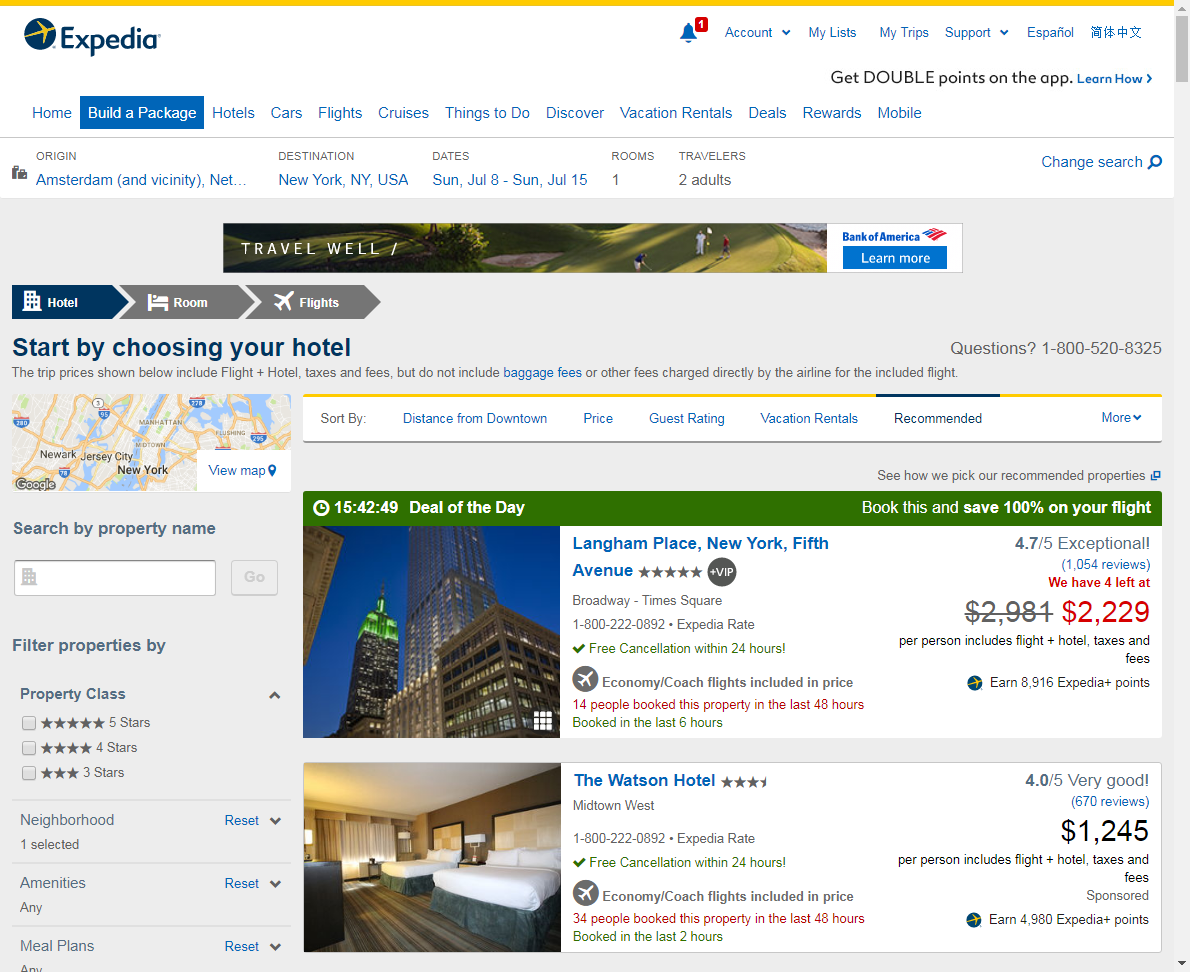 Expedia
1
Account
My Lists
My Trips
Support
Español
简体中文
Get DOUBLE points on the app. Learn How
Home
Build a Package
Hotels
Cars
Flights
Cruises
Things to Do
Discover
Vacation Rentals
Deals
Rewards
Mobile
ORIGIN
Amsterdam (and vicinity), Net…
DESTINATION
New York, NY, USA
DATES
Sun, Jul 8 - Sun, Jul 15
ROOMS
1
TRAVELERS
2 adults
Change search
TRAVEL WELL /
Bank of America
Learn more
Hotel
Room
Flights
Start by choosing your hotel
Questions? 1-800-520-8325
The trip prices shown below include Flight + Hotel, taxes and fees, but do not include baggage fees or other fees charged directly by the airline for the included flight.
280
3
95
278
MANHATTAN
FLUSHING
295
MIDTOWN
Newark
Jersey City
78
New York
Google
View map
Sort By:
Distance from Downtown
Price
Guest Rating
Vacation Rentals
Recommended
More
See how we pick our recommended properties
Search by property name
Go
Filter properties by
Property Class
5 Stars
4 Stars
3 Stars
Neighborhood
Reset
1 selected
Amenities
Reset
Any
Meal Plans
Reset
Any
15:42:49 Deal of the Day
Book this and save 100% on your flight
Langham Place, New York, Fifth
Avenue
+VIP
Broadway - Times Square
1-800-222-0892 • Expedia Rate
Free Cancellation within 24 hours!
Economy/Coach flights included in price
14 people booked this property in the last 48 hours
Booked in the last 6 hours
4.7/5 Exceptional!
(1,054 reviews)
We have 4 left at
$2,981 $2,229
per person includes flight + hotel, taxes and
fees
Earn 8,916 Expedia+ points
The Watson Hotel
Midtown West
1-800-222-0892 • Expedia Rate
Free Cancellation within 24 hours!
Economy/Coach flights included in price
34 people booked this property in the last 48 hours
Booked in the last 2 hours
4.0/5 Very good!
(670 reviews)
$1,245
per person includes flight + hotel, taxes and
fees
Sponsored
Earn 4,980 Expedia+ points